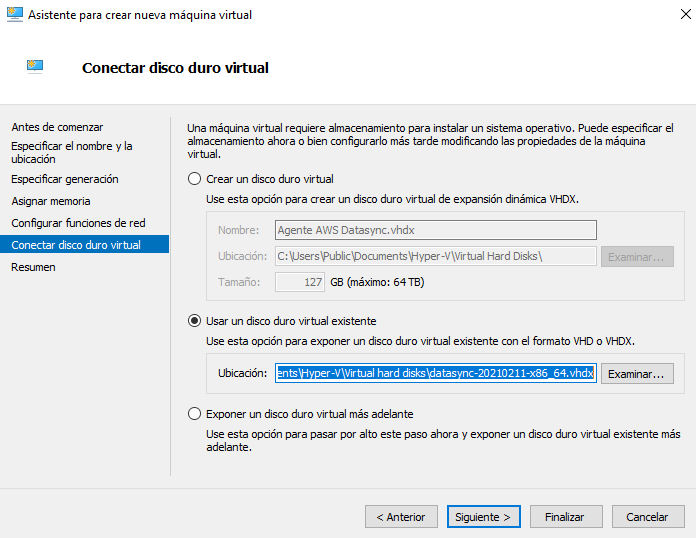 Asistente para crear nueva máquina virtual
Conectar disco duro virtual
Antes de comenzar
Especificar el nombre y la
ubicación
Especificar generación
Asignar memoria
Configurar funciones de red
Conectar disco duro virtual
Resumen
Una máquina virtual requiere almacenamiento para instalar un sistema operativo. Puede especificar el
almacenamiento ahora o bien configurarlo más tarde modificando las propiedades de la máquina
virtual.
Crear un disco duro virtual
Use esta opción para crear un disco duro virtual de expansión dinámica VHDX.
Nombre: Agente AWS Datasync.vhdx
Ubicación: C:\Users\Public\Documents\Hyper-V\Virtual Hard Disks\ Examinar...
Tamaño: 127 GB (máximo: 64 TB)
Usar un disco duro virtual existente
Use esta opción para exponer un disco duro virtual existente con el formato VHD o VHDX.
Ubicación: ents\Hyper-V\Virtual hard disks\datasync-20210211-x86_64.vhdx Examinar...
Exponer un disco duro virtual más adelante
Use esta opción para pasar por alto este paso ahora y exponer un disco duro virtual existente más
adelante.
< Anterior Siguiente > Finalizar Cancelar